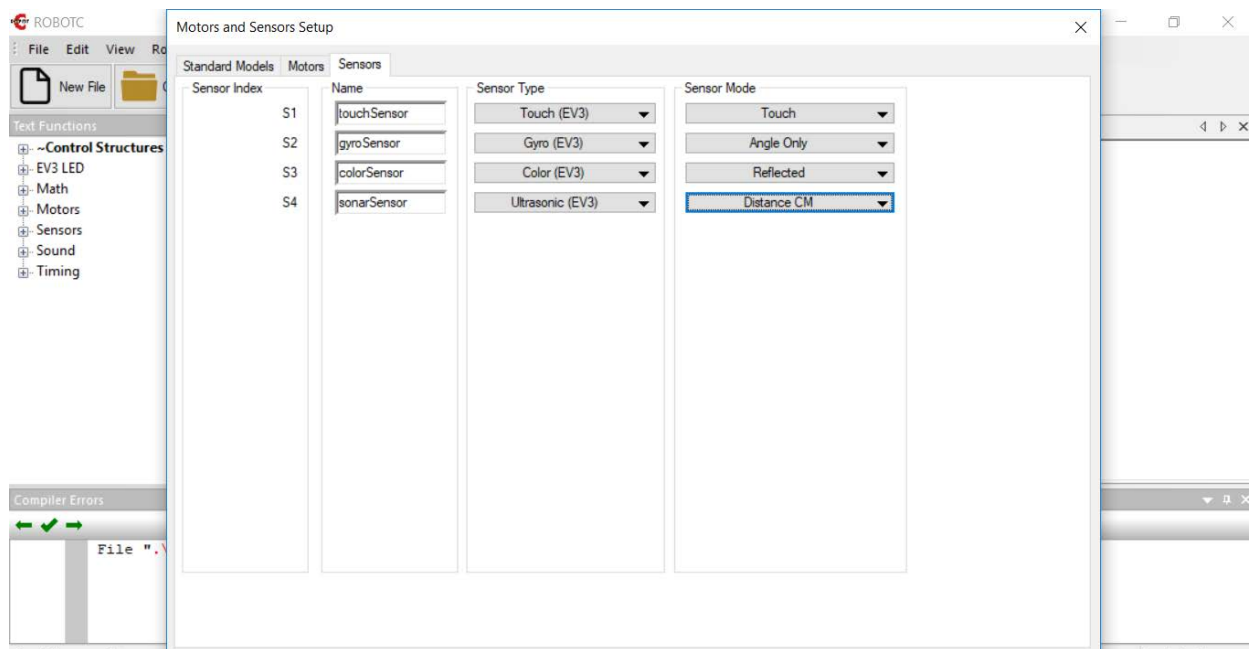 ROBOTC
Motors and Sensors Setup
File Edit View Ro
Standard Models Motors Sensors
New File
Sensor Index Name Sensor Type Sensor Mode
S1 touchSensor Touch (EV3) Touch
S2 gyroSensor Gyro (EV3) Angle Only
S3 colorSensor Color (EV3) Reflected
S4 sonarSensor Ultrasonic (EV3) Distance CM
Text Functions
~Control Structures
EV3 LED
Math
Motors
Sensors
Sound
Timing
Compiler Errors
File ".\